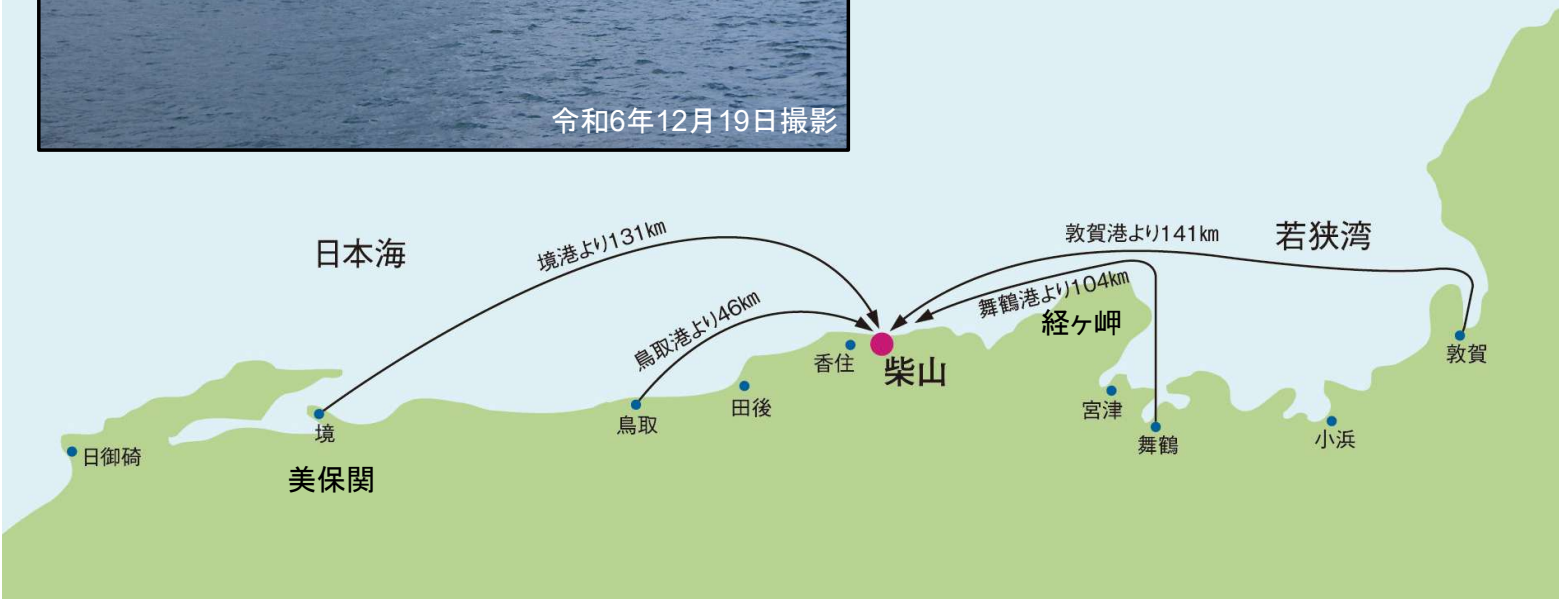 令和6年12月19日撮影
日本海
境港より131㎞
鳥取港より46㎞
敦賀港より141㎞
若狭湾
舞鶴港より104㎞
経ヶ岬
香住
柴山
敦賀
田後
宮津
鳥取
境
舞鶴
小浜
日御碕
美保関